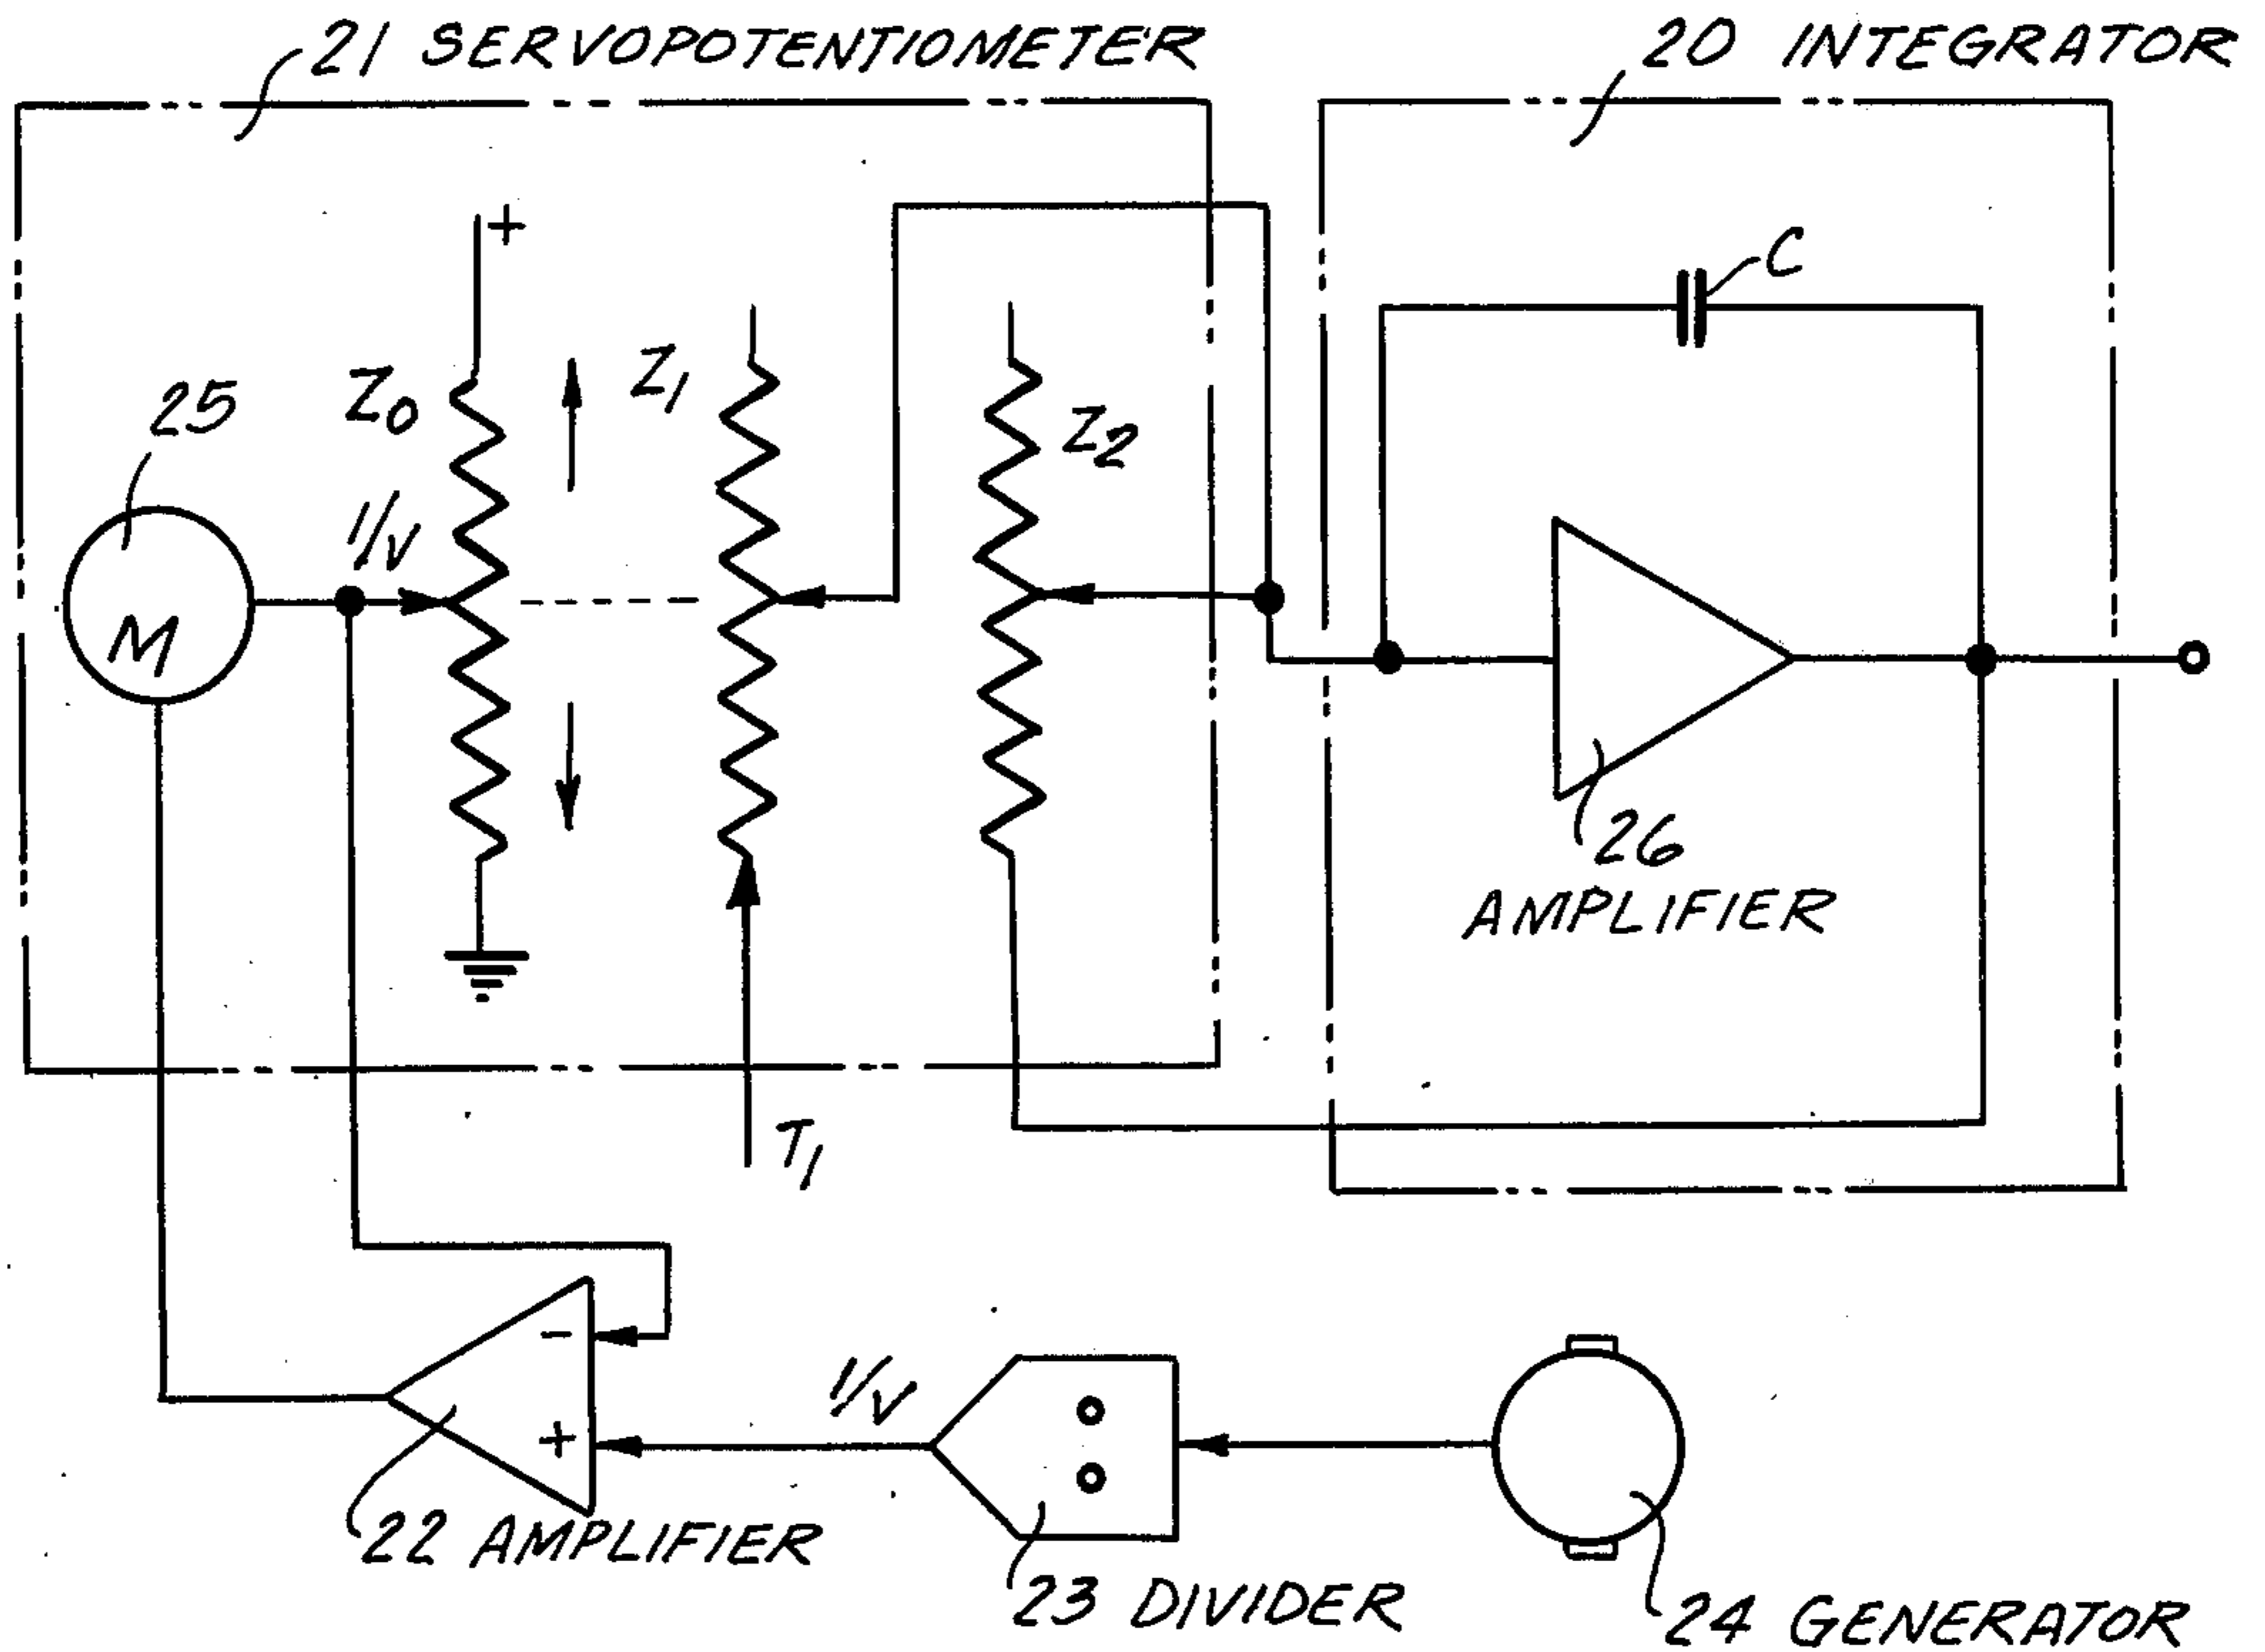 21 SERVOPOTENTIOMETER
20 INTEGRATOR
+
C
25
Z0
Z1
Z2
1/V
M
26
AMPLIFIER
T1
-
+
1/V
22 AMPLIFIER
23 DIVIDER
24 GENERATOR